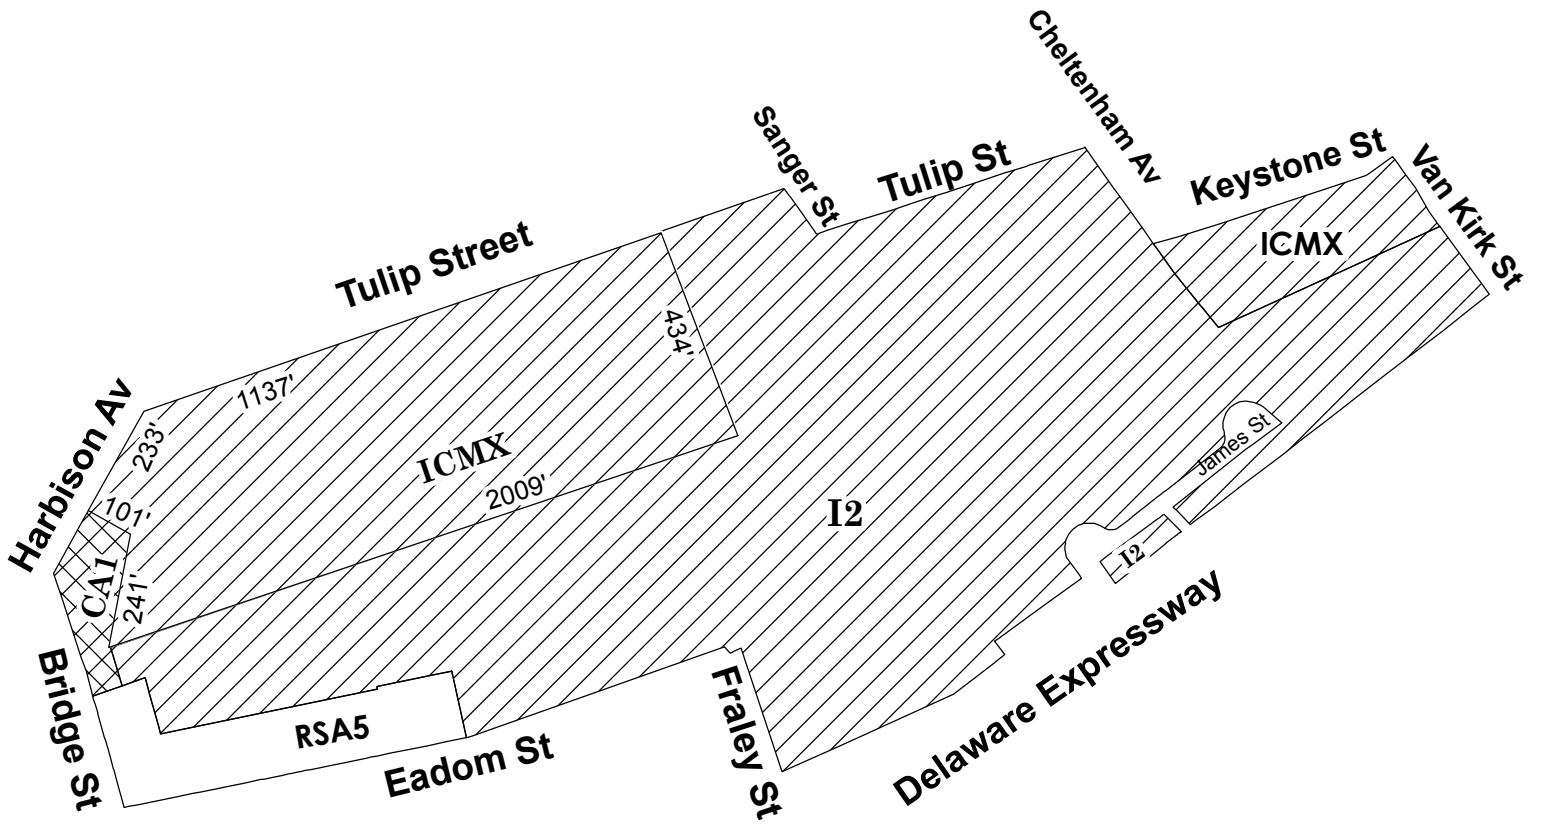 Cheltenham Av
Sanger St
Tulip St
Keystone St
Van Kirk St
Tulip Street
ICMX
434'
1137'
Harbison Av
233'
ICMX
James St
2009'
101'
I2
I2
CA1
241'
Bridge St
RSA5
Eadom St
Fraley St
Delaware Expressway